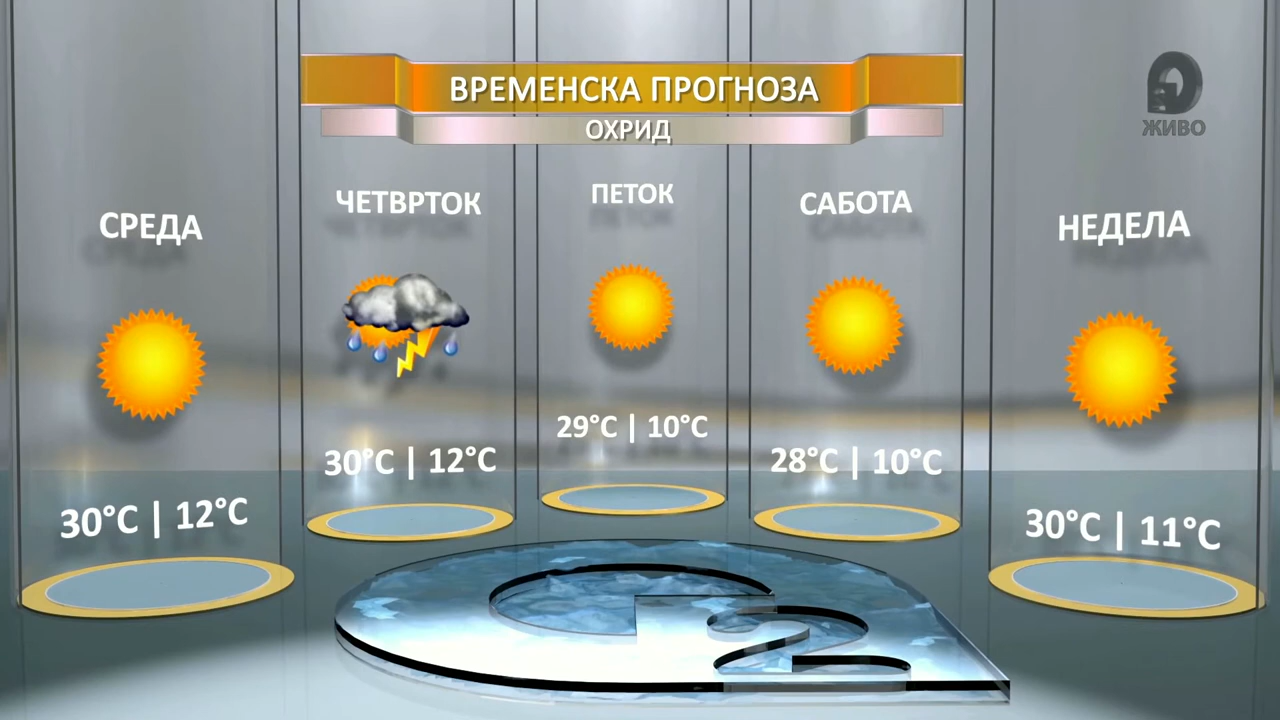 ВРЕМЕНСКА ПРОГНОЗА
ОХРИД
ЖИВО
СРЕДА
30°C | 12°C
ЧЕТВРТОК
30°C | 12°C
ПЕТОК
29°C | 10°C
САБОТА
28°C | 10°C
НЕДЕЛА
30°C | 11°C
2